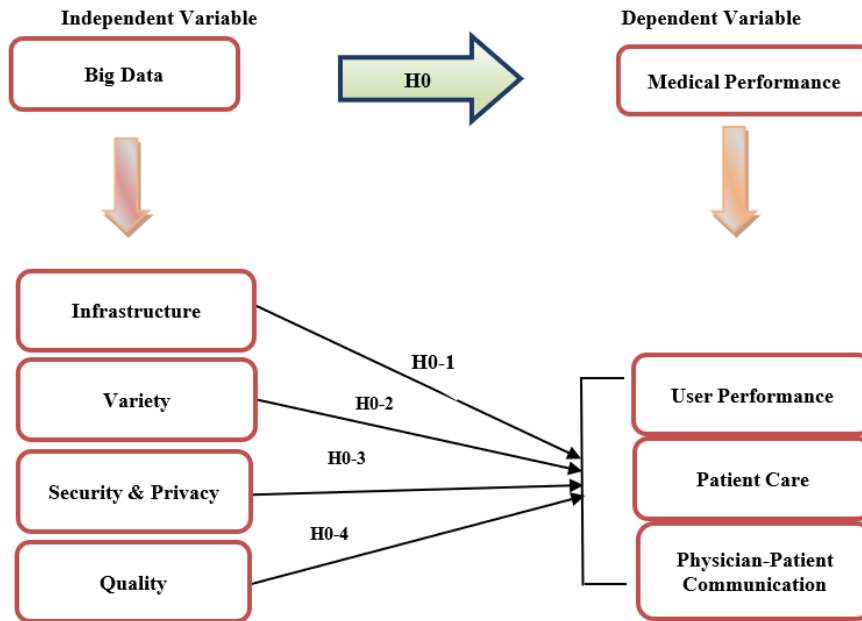 Independent Variable
Dependent Variable
Big Data
H0
Medical Performance
Infrastructure
H0-1
Variety
H0-2
User Performance
H0-3
Security & Privacy
Patient Care
H0-4
Quality
Physician-Patient
Communication